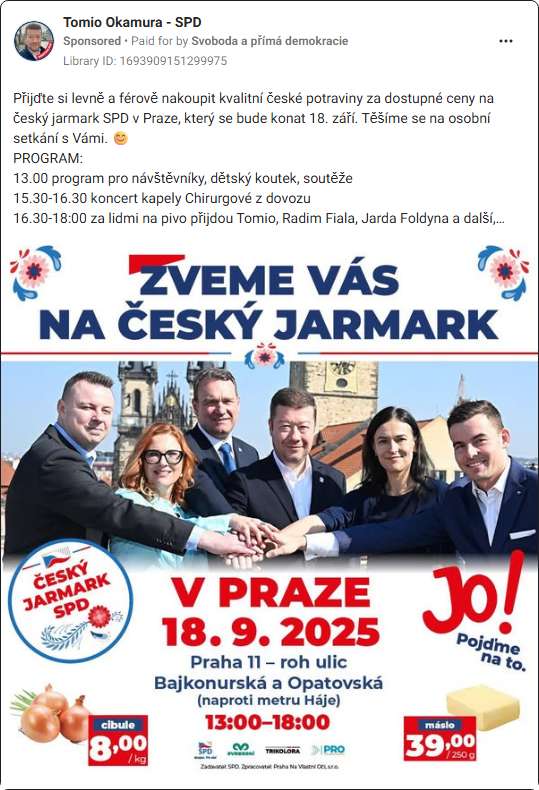 Tomio Okamura - SPD
Sponsored • Paid for by Svoboda a přímá demokracie
Library ID: 1693909151299975
Přijďte si levně a férově nakoupit kvalitní české potraviny za dostupné ceny na
český jarmark SPD v Praze, který se bude konat 18. září. Těšíme se na osobní
setkání s Vámi. 😊
PROGRAM:
13.00 program pro návštěvníky, dětský koutek, soutěže
15.30-16.30 koncert kapely Chirurgové z dovozu
16.30-18:00 za lidmi na pivo přijdou Tomio, Radim Fiala, Jarda Foldyna a další,...
ZVEME VÁS
NA ČESKÝ JARMARK
ČESKÝ
JARMARK
SPD
V PRAZE
18. 9. 2025
Praha 11 – roh ulic
Bajkonurská a Opatovská
(naproti metru Háje)
13:00–18:00
JO!
Pojďme
na to.
cibule
8,00
/ kg
máslo
39,00
/ 250 g
SPD
SVOBODNÍ
TRIKOLORA
PRO
Zadavatel: SPD, Zpracovatel: Praha Na Vlastní OEI, s.r.o.